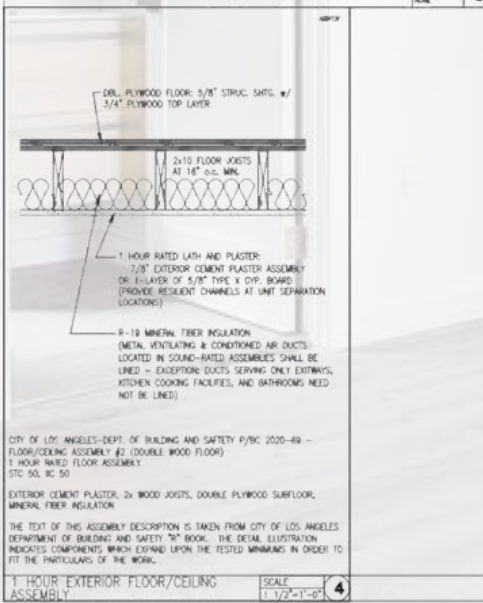 DBL. PLYWOOD FLOOR: 5/8" STRUC. SHTG. w/
3/4" PLYWOOD TOP LAYER
2x10 FLOOR JOISTS
AT 16" o.c. MIN.
1 HOUR RATED LATH AND PLASTER:
7/8" EXTERIOR CEMENT PLASTER ASSEMBLY
OR 1-LAYER OF 5/8" TYPE X GYP. BOARD
(PROVIDE RESILIENT CHANNELS AT UNIT SEPARATION
LOCATIONS)
R-19 MINERAL FIBER INSULATION
(METAL VENTILATING & CONDITIONED AIR DUCTS
LOCATED IN SOUND-RATED ASSEMBLIES SHALL BE
LINED - EXCEPTION: DUCTS SERVING ONLY EXITWAYS,
KITCHEN COOKING FACILITIES, AND BATHROOMS NEED
NOT BE LINED)
CITY OF LOS ANGELES-DEPT. OF BUILDING AND SAFTETY P/BC 2020-69 -
FLOOR/CEILING ASSEMBLY #2 (DOUBLE WOOD FLOOR)
1 HOUR RATED FLOOR ASSEMBLY
STC 50, IIC 50
EXTERIOR CEMENT PLASTER, 2x WOOD JOISTS, DOUBLE PLYWOOD SUBFLOOR,
MINERAL FIBER INSULATION
THE TEXT OF THIS ASSEMBLY DESCRIPTION IS TAKEN FROM CITY OF LOS ANGELES
DEPARTMENT OF BUILDING AND SAFETY "R" BOOK. THE DETAIL ILLUSTRATION
INDICATES COMPONENTS WHICH EXPAND UPON THE TESTED MINIMUMS IN ORDER TO
FIT THE PARTICULARS OF THE WORK.
1 HOUR EXTERIOR FLOOR/CEILING
ASSEMBLY
SCALE
1 1/2"=1'-0"
4